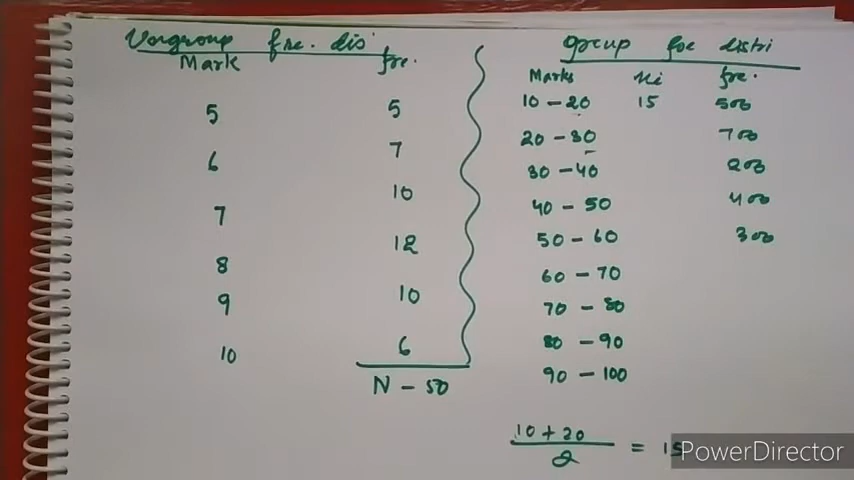 Ungroup fre. dis
Mark fre.
5 5
6 7
7 10
8 12
9 10
10 6
N - 50
group fre distri
Marks xi fre.
10 - 20 15 500
20 - 30 700
30 - 40 200
40 - 50 400
50 - 60 300
60 - 70
70 - 80
80 - 90
90 - 100
10 + 20
2
= 15
PowerDirector